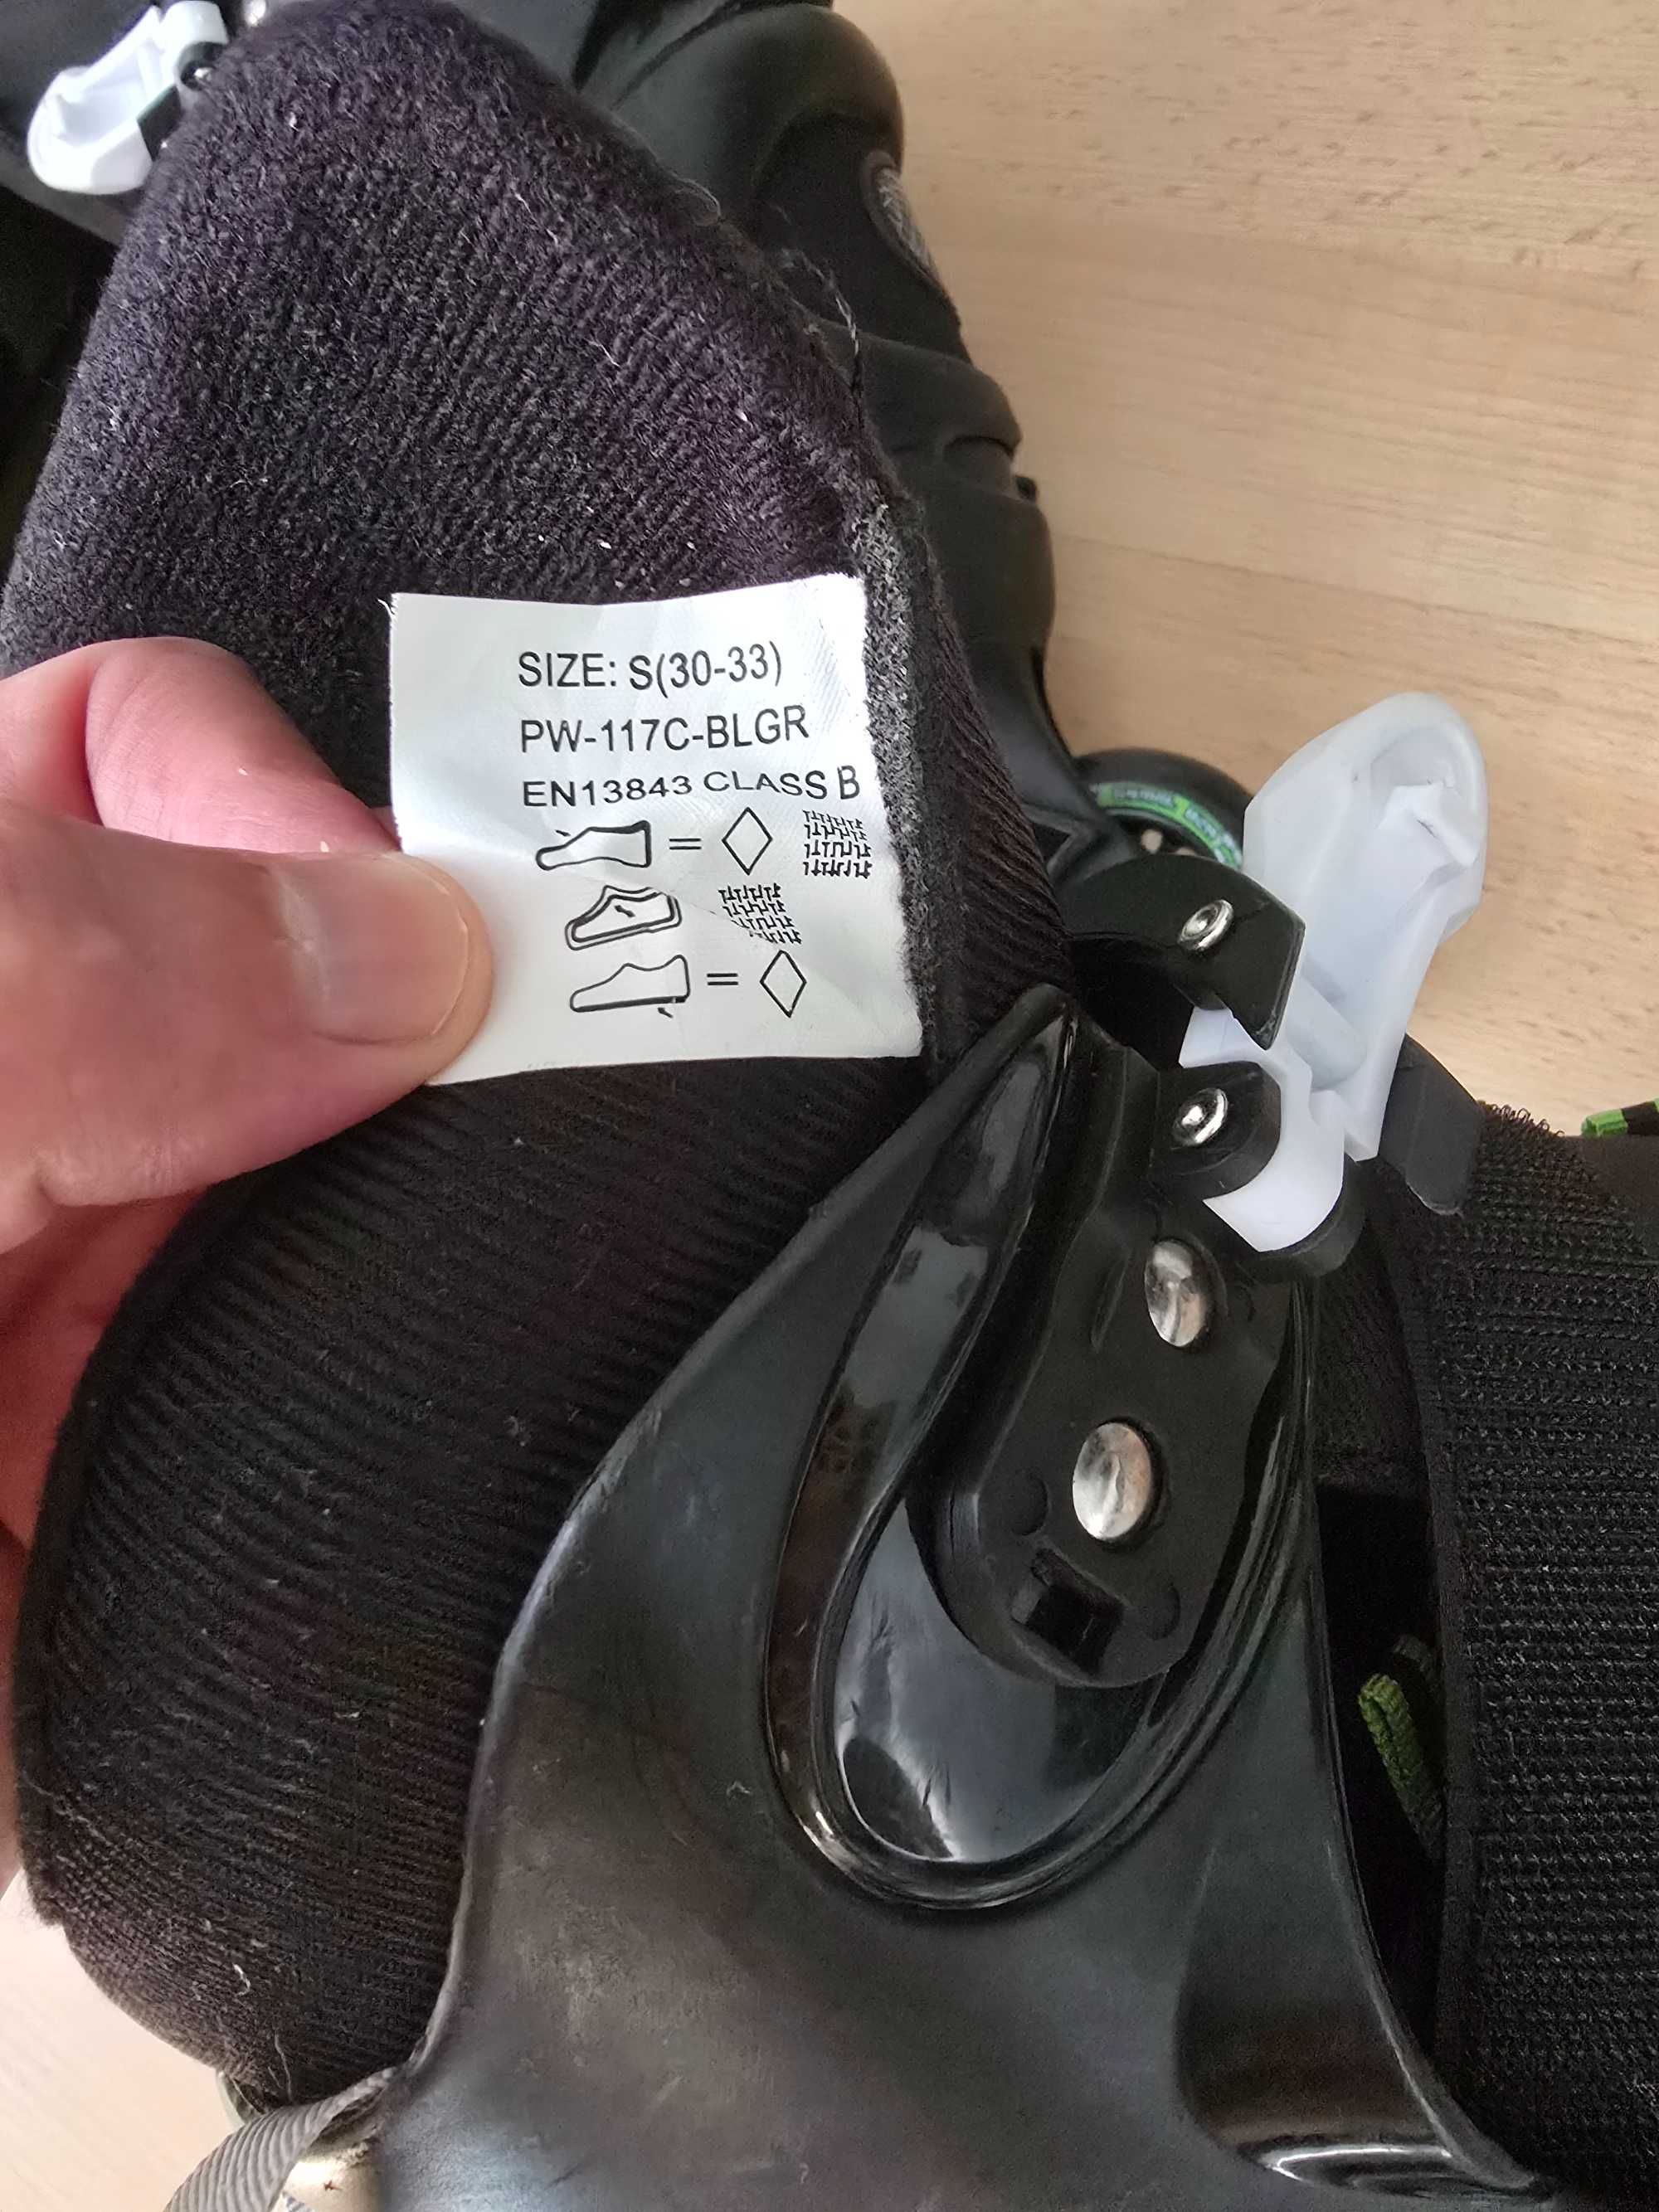 SIZE: S(30-33)
PW-117C-BLGR
EN13843 CLASS B
=
=